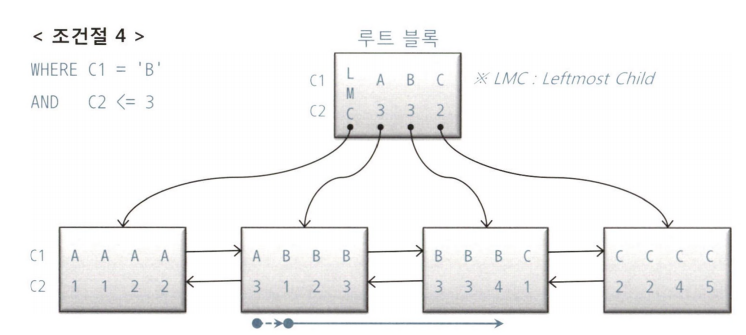 < 조건절 4 >
WHERE C1 = 'B'
AND C2 <= 3
루트 블록
C1 LMC A B C
C2 3 3 2
※ LMC : Leftmost Child
C1 A A A A A B B B B B B C C C C C
C2 1 1 2 2 3 1 2 3 3 3 4 1 2 2 4 5